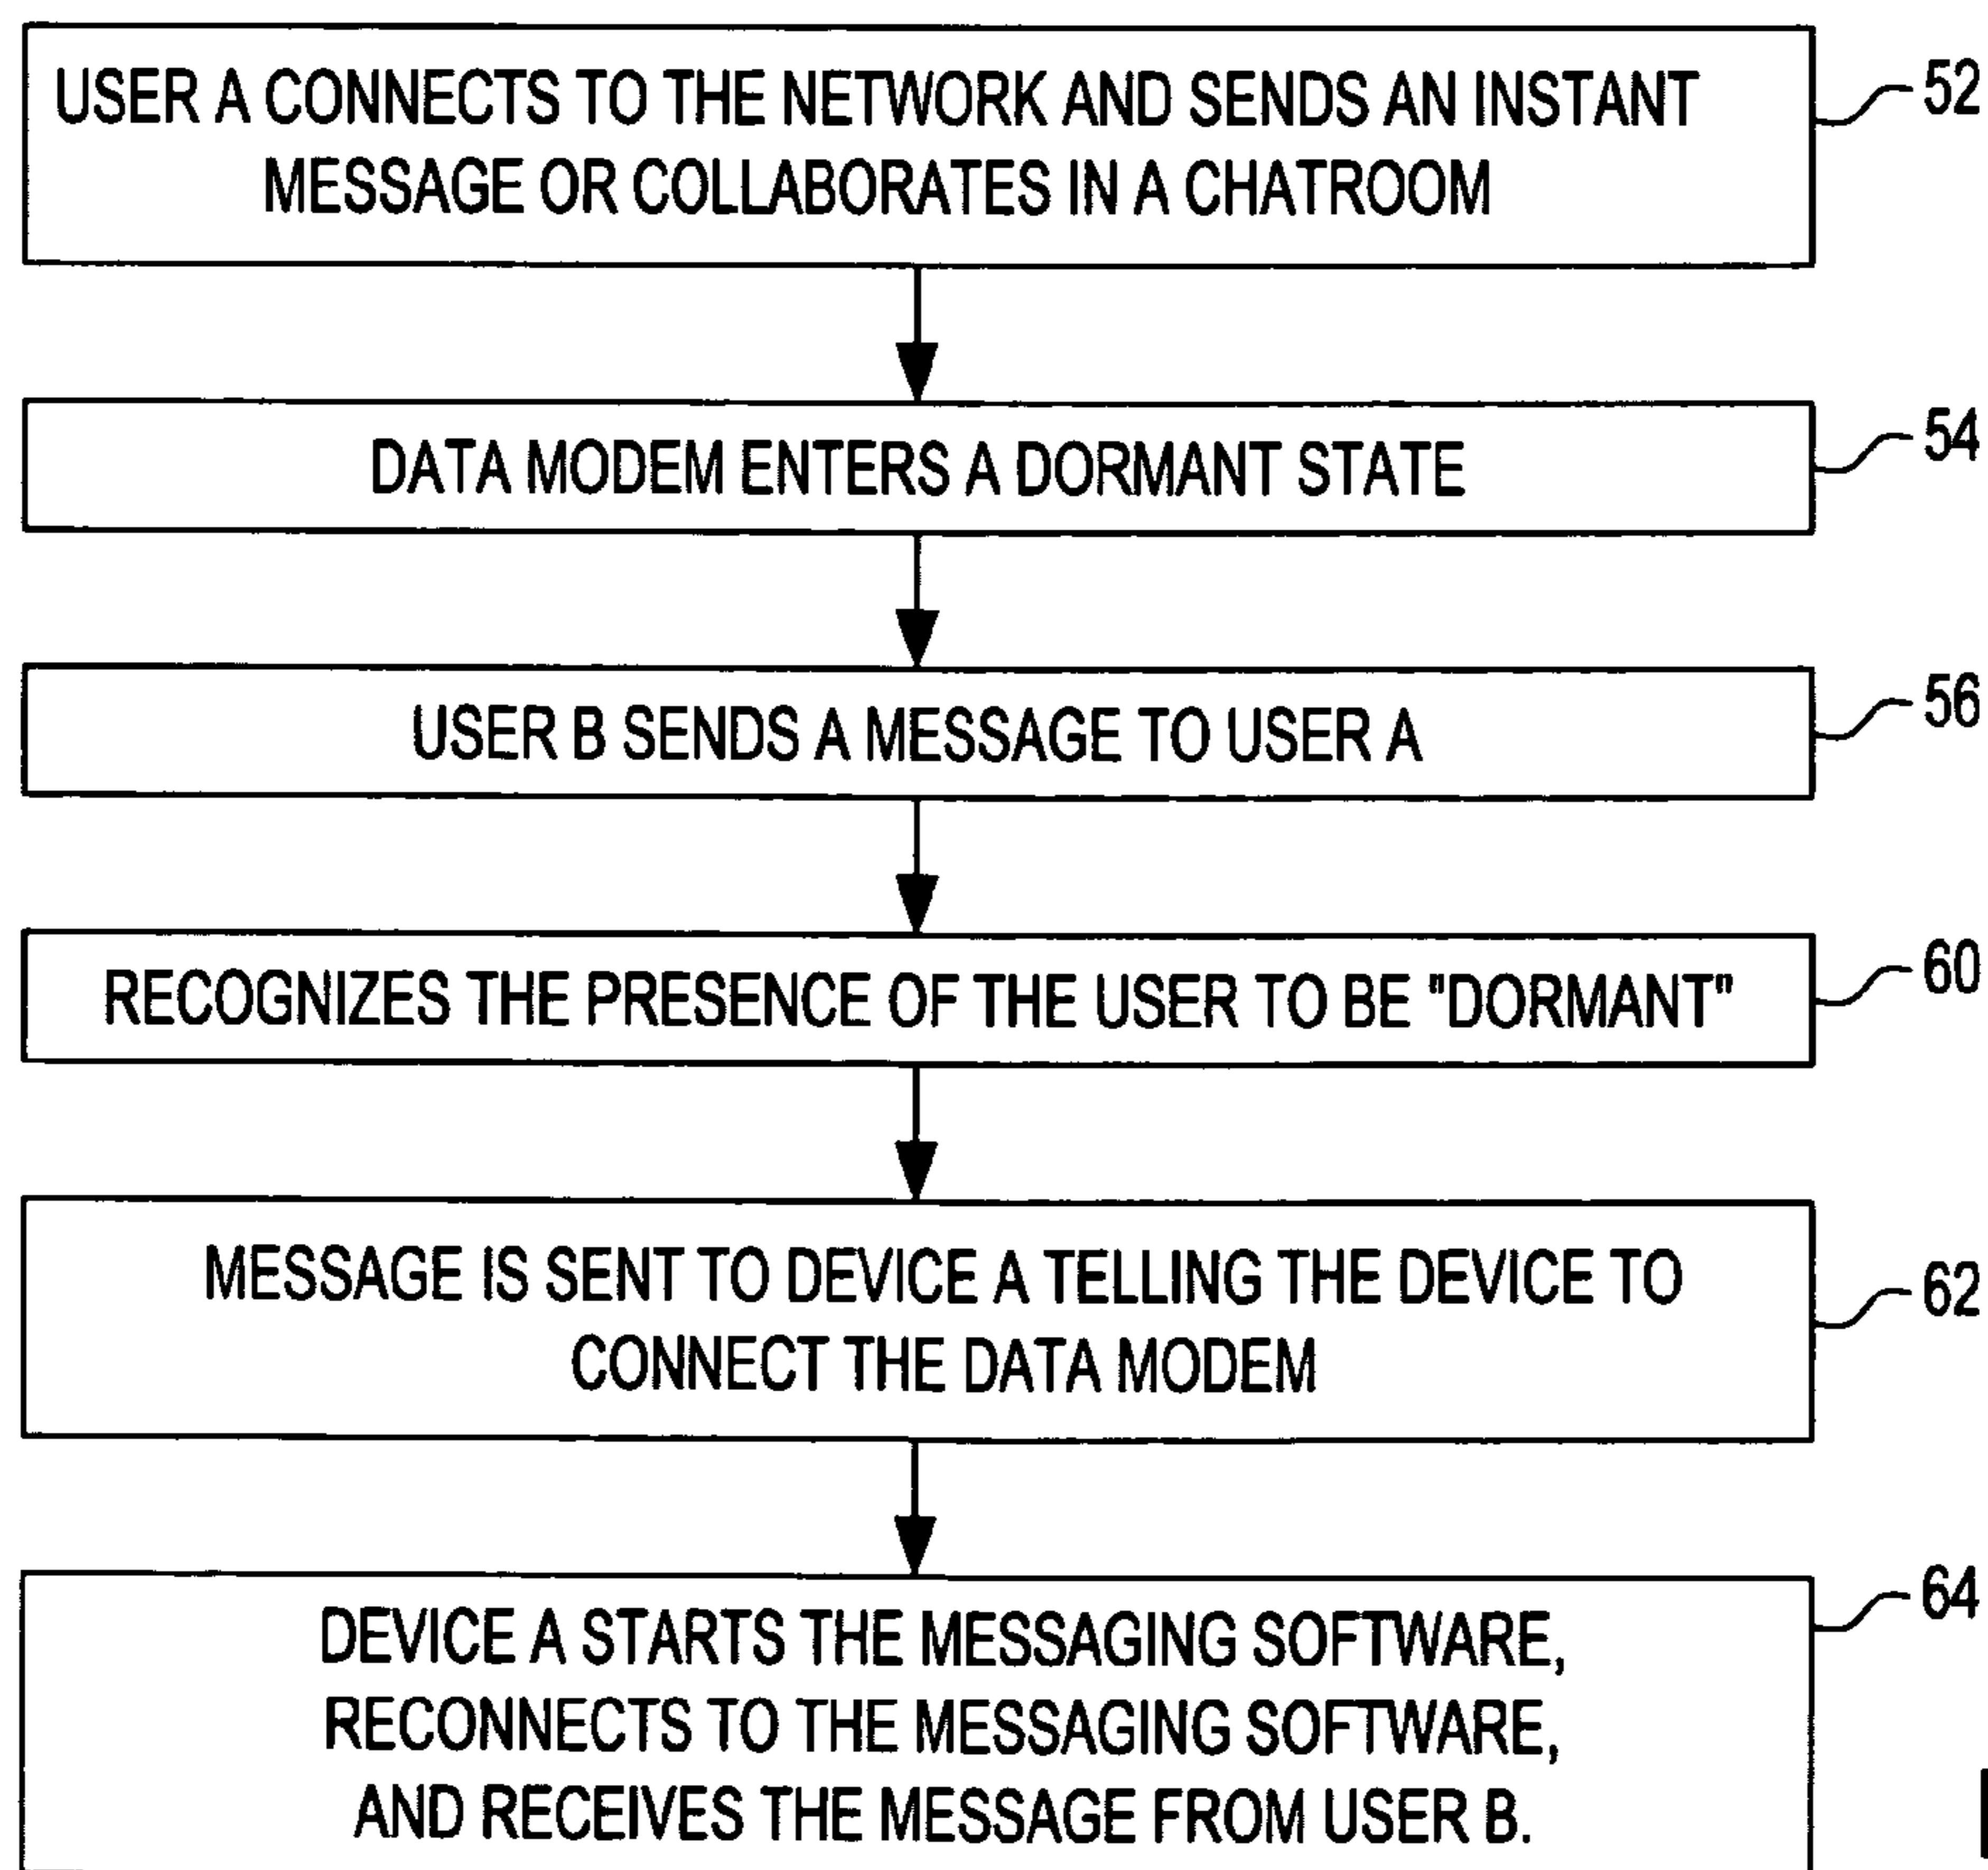 USER A CONNECTS TO THE NETWORK AND SENDS AN INSTANT
MESSAGE OR COLLABORATES IN A CHATROOM
52
DATA MODEM ENTERS A DORMANT STATE
54
USER B SENDS A MESSAGE TO USER A
56
RECOGNIZES THE PRESENCE OF THE USER TO BE "DORMANT"
60
MESSAGE IS SENT TO DEVICE A TELLING THE DEVICE TO
CONNECT THE DATA MODEM
62
DEVICE A STARTS THE MESSAGING SOFTWARE,
RECONNECTS TO THE MESSAGING SOFTWARE,
AND RECEIVES THE MESSAGE FROM USER B.
64